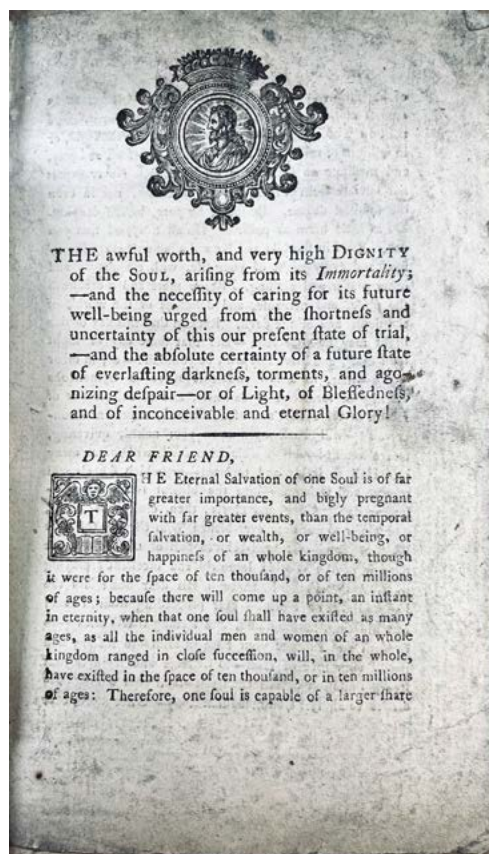 THE awful worth, and very high DIGNITY
of the SOUL, ariſing from its Immortality;
—and the neceſſity of caring for its future
well-being urged from the ſhortneſs and
uncertainty of this our preſent ſtate of trial,
—and the abſolute certainty of a future ſtate
of everlaſting darkneſs, torments, and ago-
nizing deſpair—or of Light, of Bleſſedneſs,
and of inconceivable and eternal Glory!
DEAR FRIEND,
THE Eternal Salvation of one Soul is of far
greater importance, and bigly pregnant
with far greater events, than the temporal
ſalvation, or wealth, or well-being, or
happineſs of an whole kingdom, though
it were for the ſpace of ten thouſand, or of ten millions
of ages; becauſe there will come up a point, an inſtant
in eternity, when that one ſoul ſhall have exiſted as many
ages, as all the individual men and women of an whole
kingdom ranged in cloſe ſucceſſion, will, in the whole,
have exiſted in the ſpace of ten thouſand, or in ten millions
of ages: Therefore, one ſoul is capable of a larger ſhare